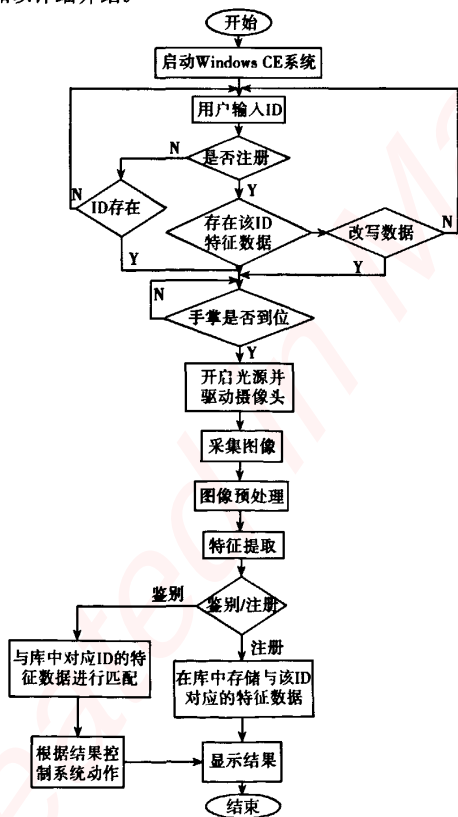 开始
启动Windows CE系统
用户输入ID
N
是否注册
Y
N
ID存在
Y
存在该ID
特征数据
改写数据
N
Y
N
手掌是否到位
Y
开启光源并
驱动摄像头
采集图像
图像预处理
特征提取
鉴别
鉴别/注册
注册
与库中对应ID的特
征数据进行匹配
在库中存储与该ID
对应的特征数据
根据结果控
制系统动作
显示结果
结束